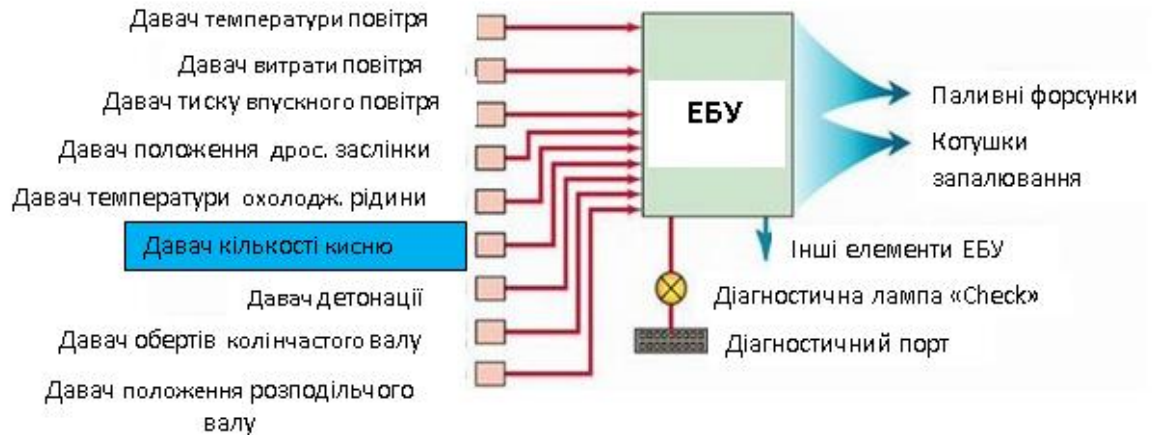 Давач температури повітря
Давач витрати повітря
Давач тиску впускного повітря
Давач положення дрос. заслінки
Давач температури охолодж. рідини
Давач кількості кисню
Давач детонації
Давач обертів колінчастого валу
Давач положення розподільчого
валу
ЕБУ
Паливні форсунки
Котушки
запалювання
Інші елементи ЕБУ
Діагностична лампа «Check»
Діагностичний порт